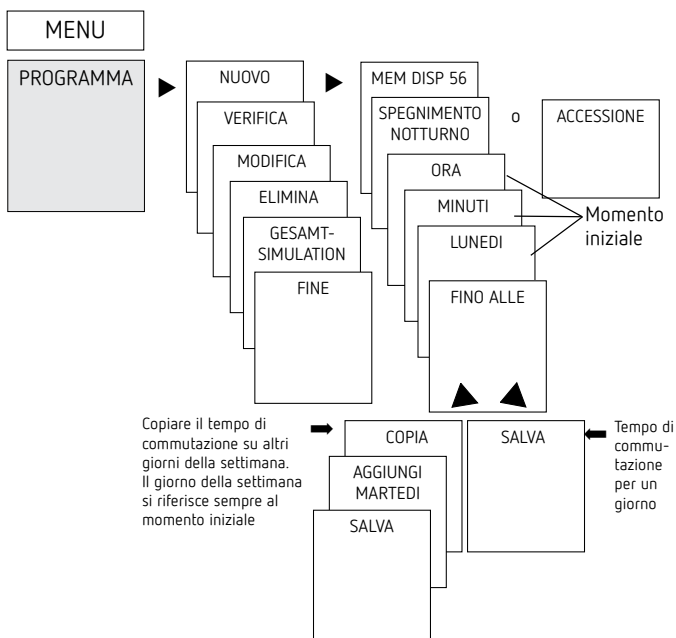 MENU
PROGRAMMA
NUOVO
VERIFICA
MODIFICA
ELIMINA
GESAMT-
SIMULATION
FINE
MEM DISP 56
SPEGNIMENTO
NOTTURNO
o
ACCESSIONE
ORA
MINUTI
LUNEDI
Momento
iniziale
FINO ALLE
Copiare il tempo di
commutazione su altri
giorni della settimana.
Il giorno della settimana
si riferisce sempre al
momento iniziale
COPIA
AGGIUNGI
MARTEDI
SALVA
SALVA
Tempo di
commu-
tazione
per un
giorno